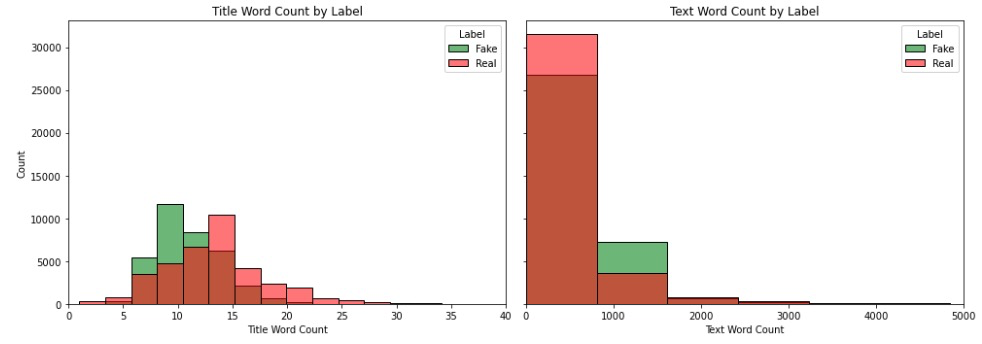 Title Word Count by Label
Label
Fake
Real
30000
25000
20000
15000
10000
5000
0
Count
0 5 10 15 20 25 30 35 40
Title Word Count
Text Word Count by Label
Label
Fake
Real
0 1000 2000 3000 4000 5000
Text Word Count